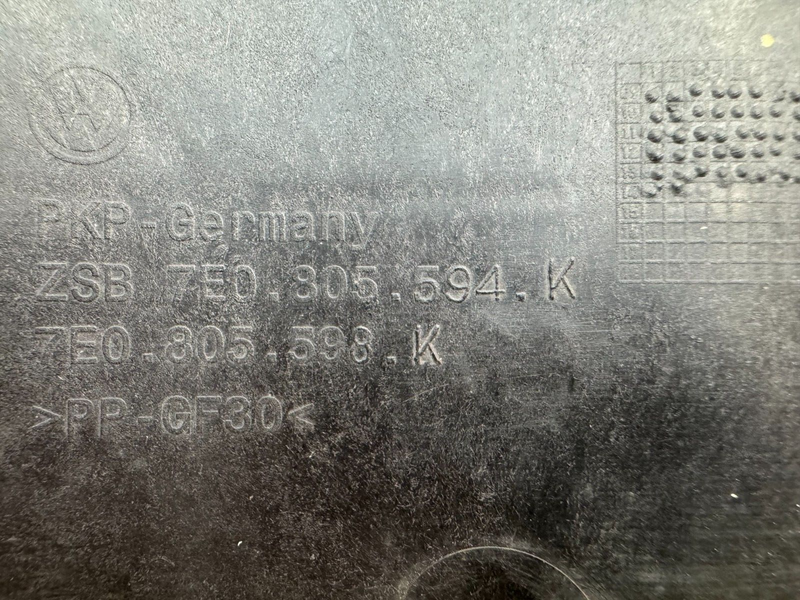 PKP-Germany
ZSB 7E0.805.594.K
7E0.805.598.K
>PP-GF30<